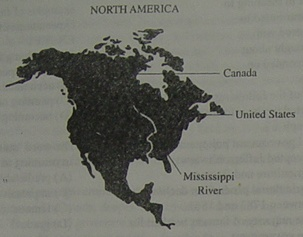 NORTH AMERICA
Canada
United States
Mississippi
River